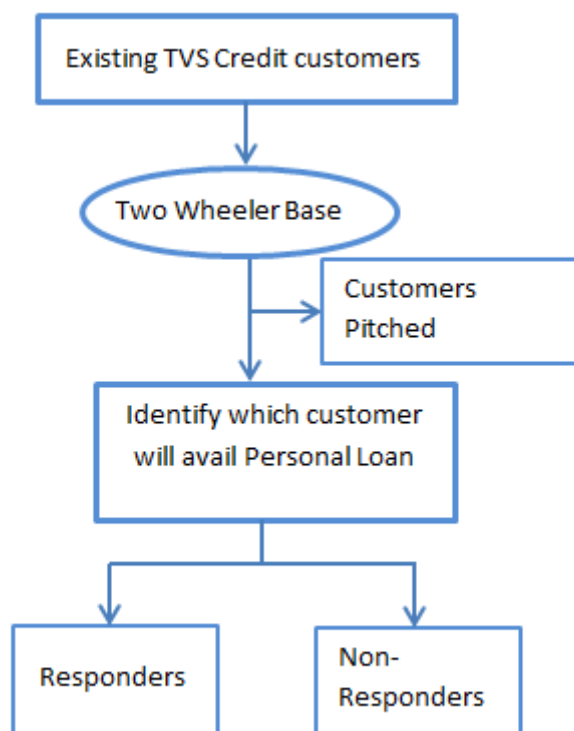 Existing TVS Credit customers
Two Wheeler Base
Customers
Pitched
Identify which customer
will avail Personal Loan
Responders
Non-
Responders